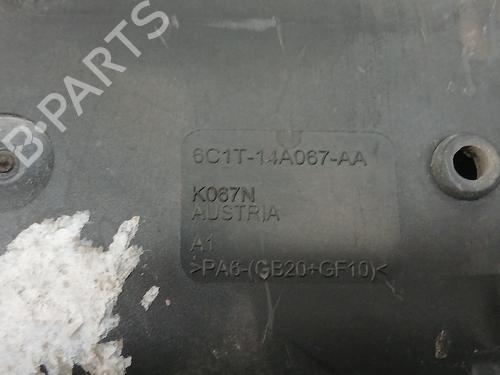 B-PARTS
6C1T-14A067-AA
K067N
AUSTRIA
A1
>PA6-(GB20+GF10)<